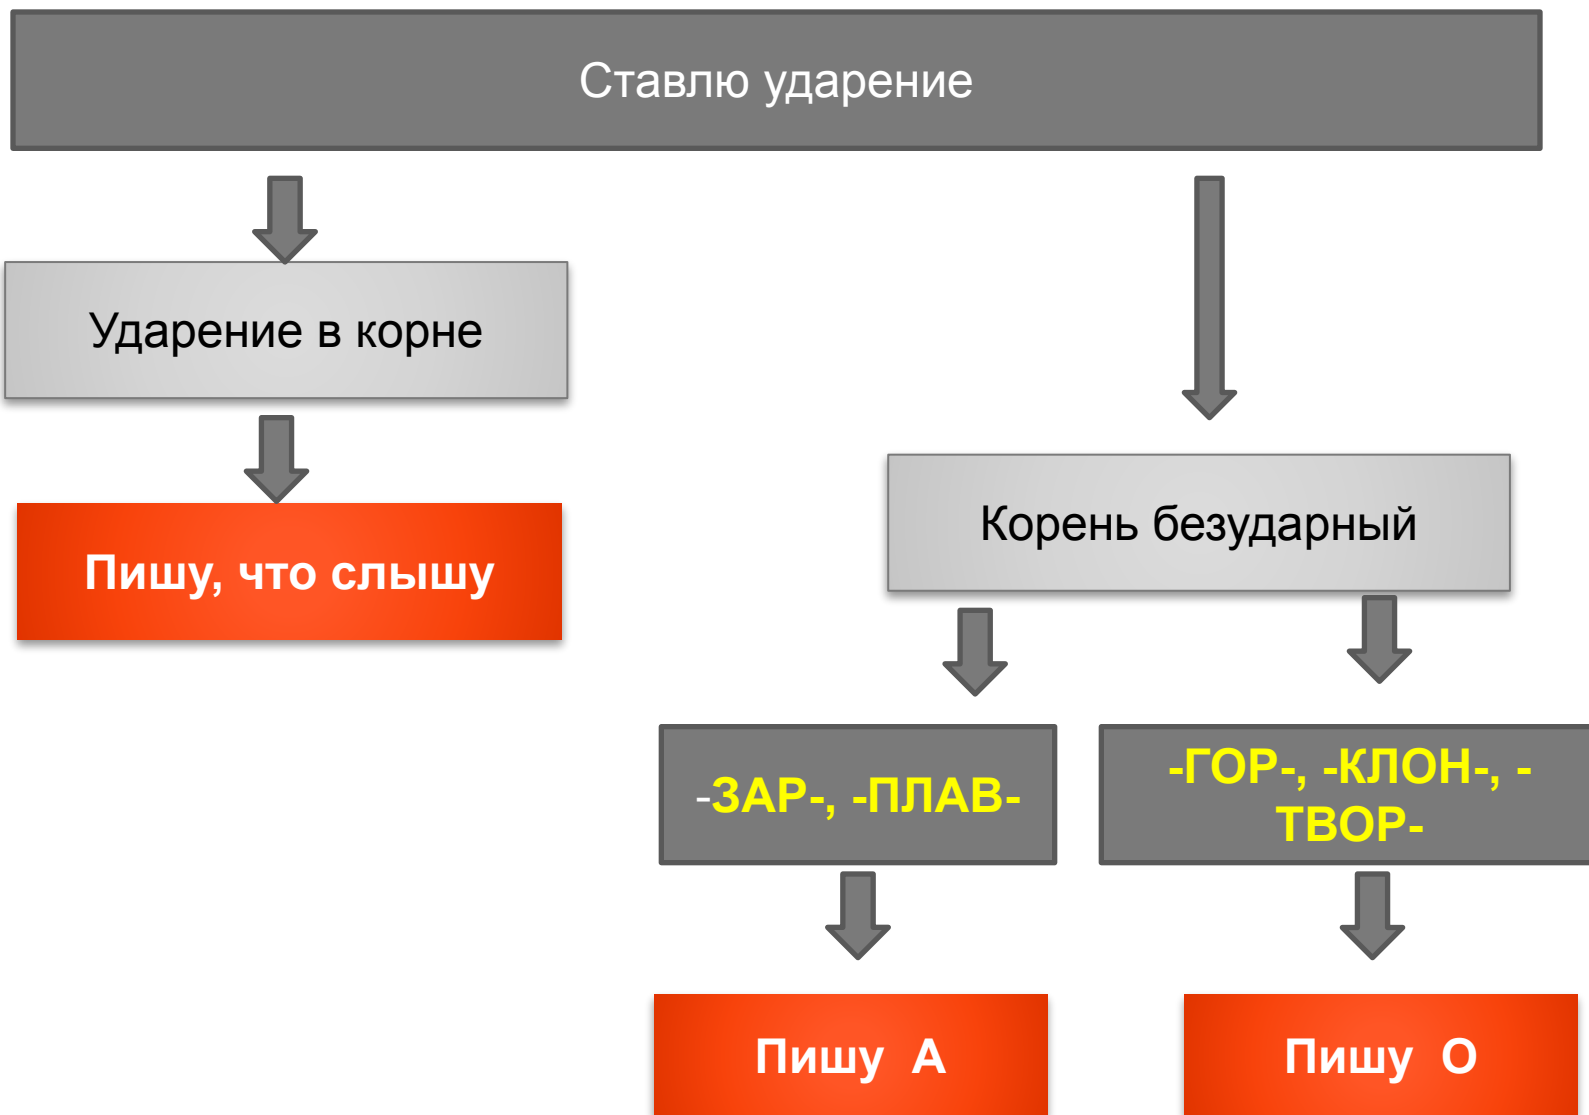 Ставлю ударение
Ударение в корне
Пишу, что слышу
Корень безударный
-ЗАР-, -ПЛАВ-
-ГОР-, -КЛОН-, -
ТВОР-
Пишу А
Пишу О